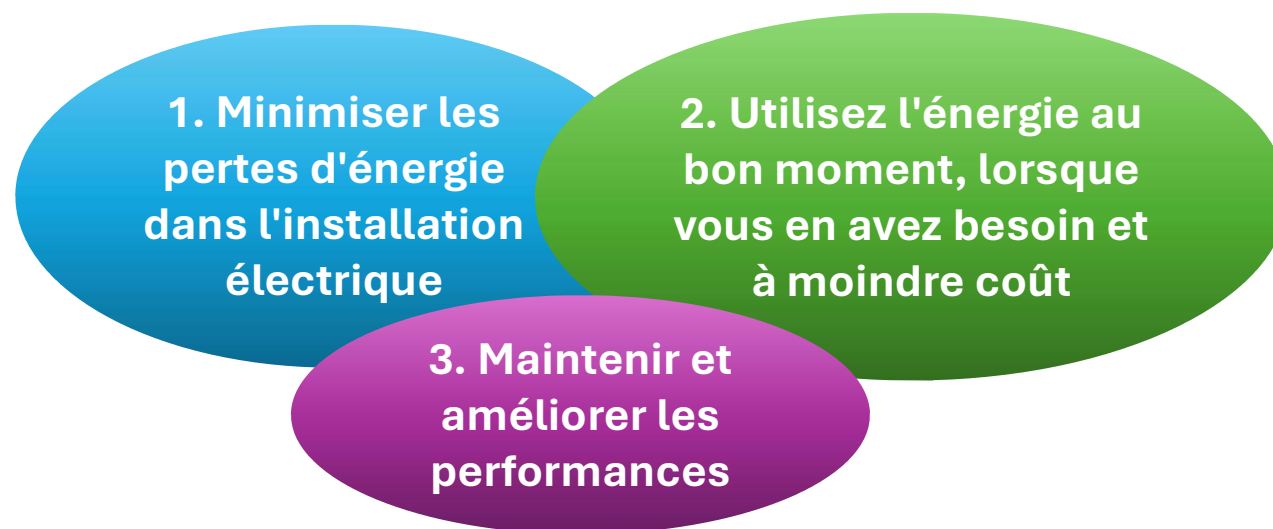 1. Minimiser les
pertes d'énergie
dans l'installation
électrique
2. Utilisez l'énergie au
bon moment, lorsque
vous en avez besoin et
à moindre coût
3. Maintenir et
améliorer les
performances